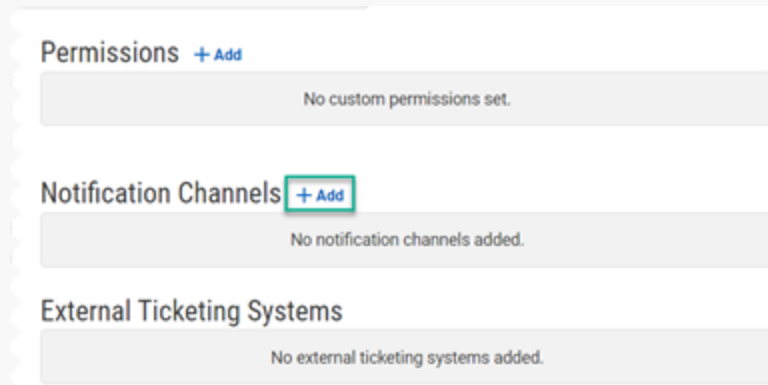 Permissions + Add
No custom permissions set.
Notification Channels + Add
No notification channels added.
External Ticketing Systems
No external ticketing systems added.